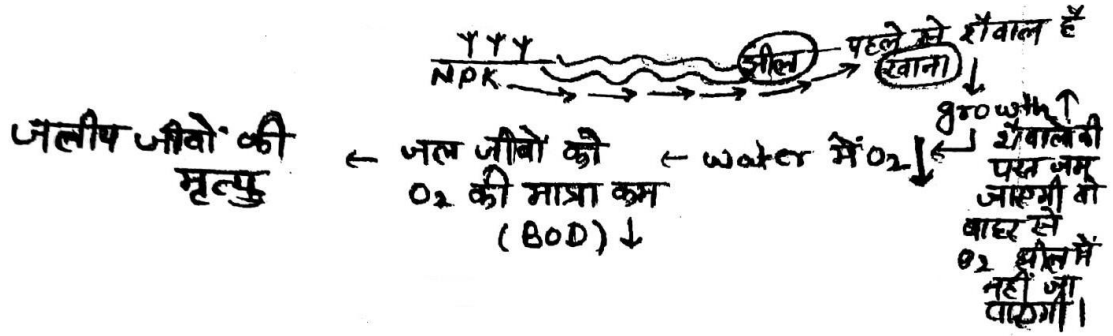 NPK
झील
पहले से शैवाल है
खाना
growth ↑
शैवालो की
परत जम
जाएगी तो
बाहर से
O₂ झील में
नहीं जा
पाएगी।
water में O₂ ↓
जल जीवों को
O₂ की मात्रा कम
(BOD) ↓
जलीय जीवों की
मृत्यु